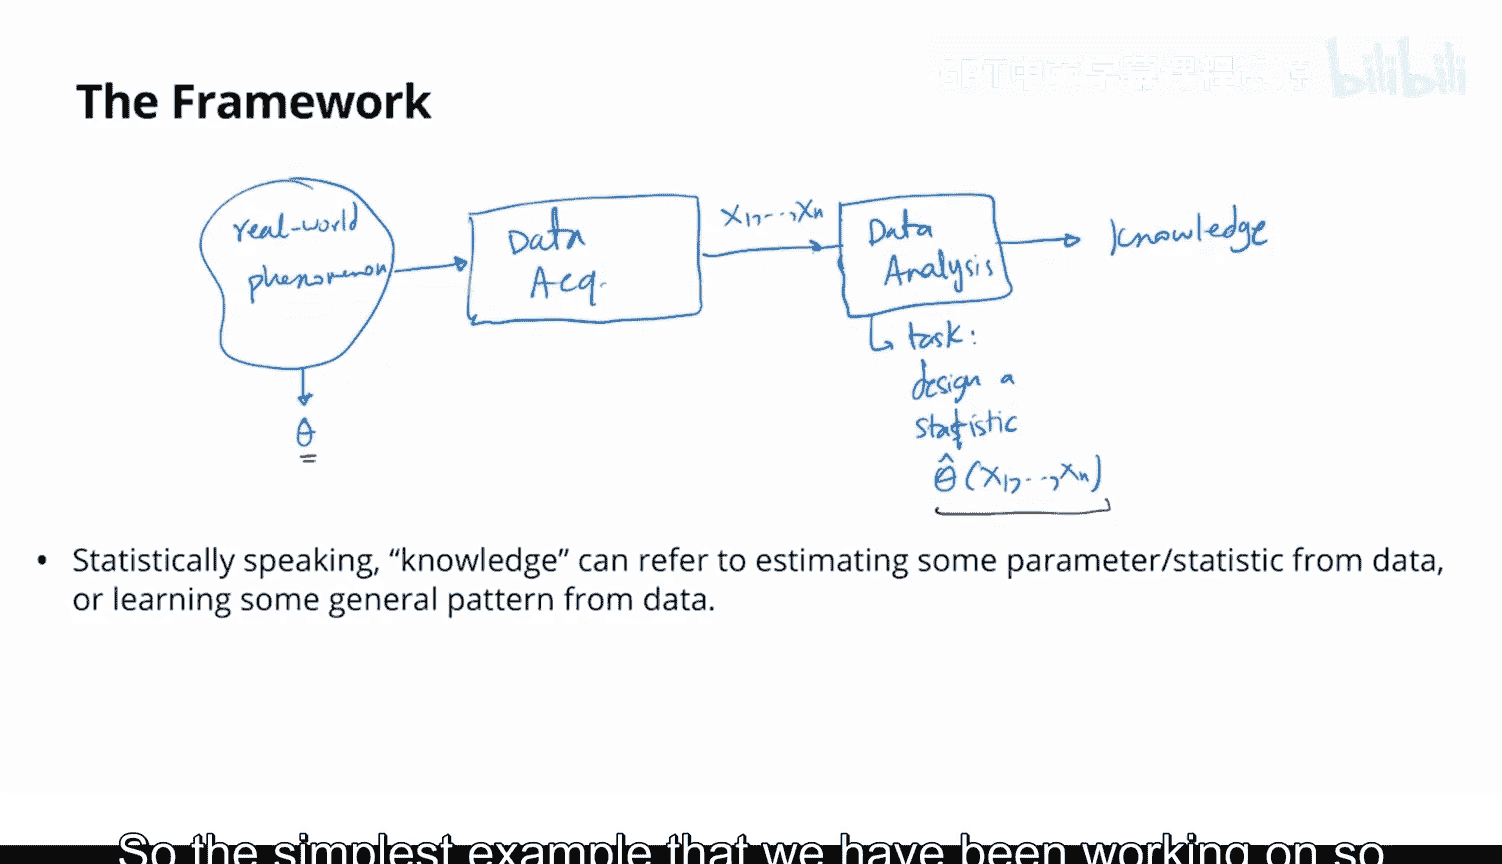 The Framework
bilibili
real-world
phenomenon
Data
Acq.
X1,...,Xn
Data
Analysis
knowledge
↳ task:
design a
statistic
θ̂(X1,...,Xn)
θ
• Statistically speaking, “knowledge” can refer to estimating some parameter/statistic from data,
or learning some general pattern from data.
So the simplest example that we have been working on so